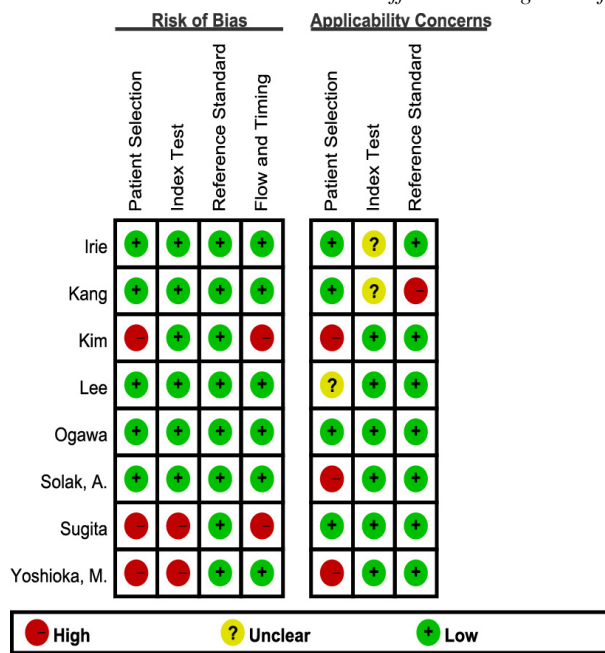 Risk of Bias Applicability Concerns
Patient Selection
Index Test
Reference Standard
Flow and Timing
Patient Selection
Index Test
Reference Standard
Irie + + + + + ? +
Kang + + + + + ? –
Kim – + + – – + +
Lee + + + + ? + +
Ogawa + + + + + + +
Solak, A. + + + + – + +
Sugita – – + – + + +
Yoshioka, M. – – + + – + +
– High ? Unclear + Low